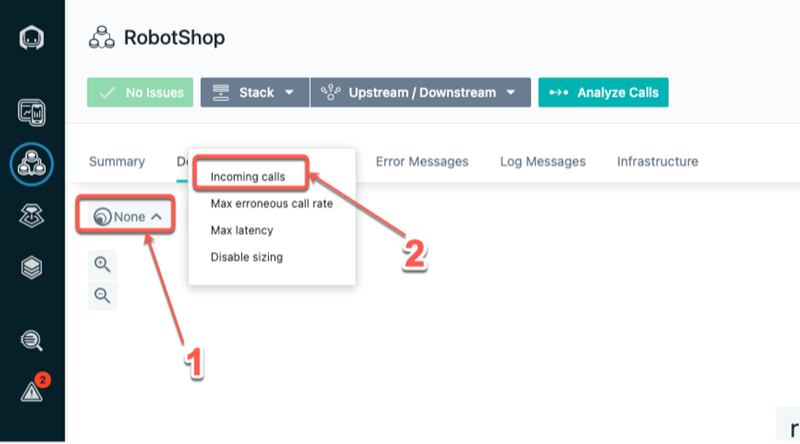 RobotShop
No Issues
Stack
Upstream / Downstream
Analyze Calls
Summary
De
Error Messages
Log Messages
Infrastructure
Incoming calls
None
Max erroneous call rate
Max latency
Disable sizing
2
1
2
r